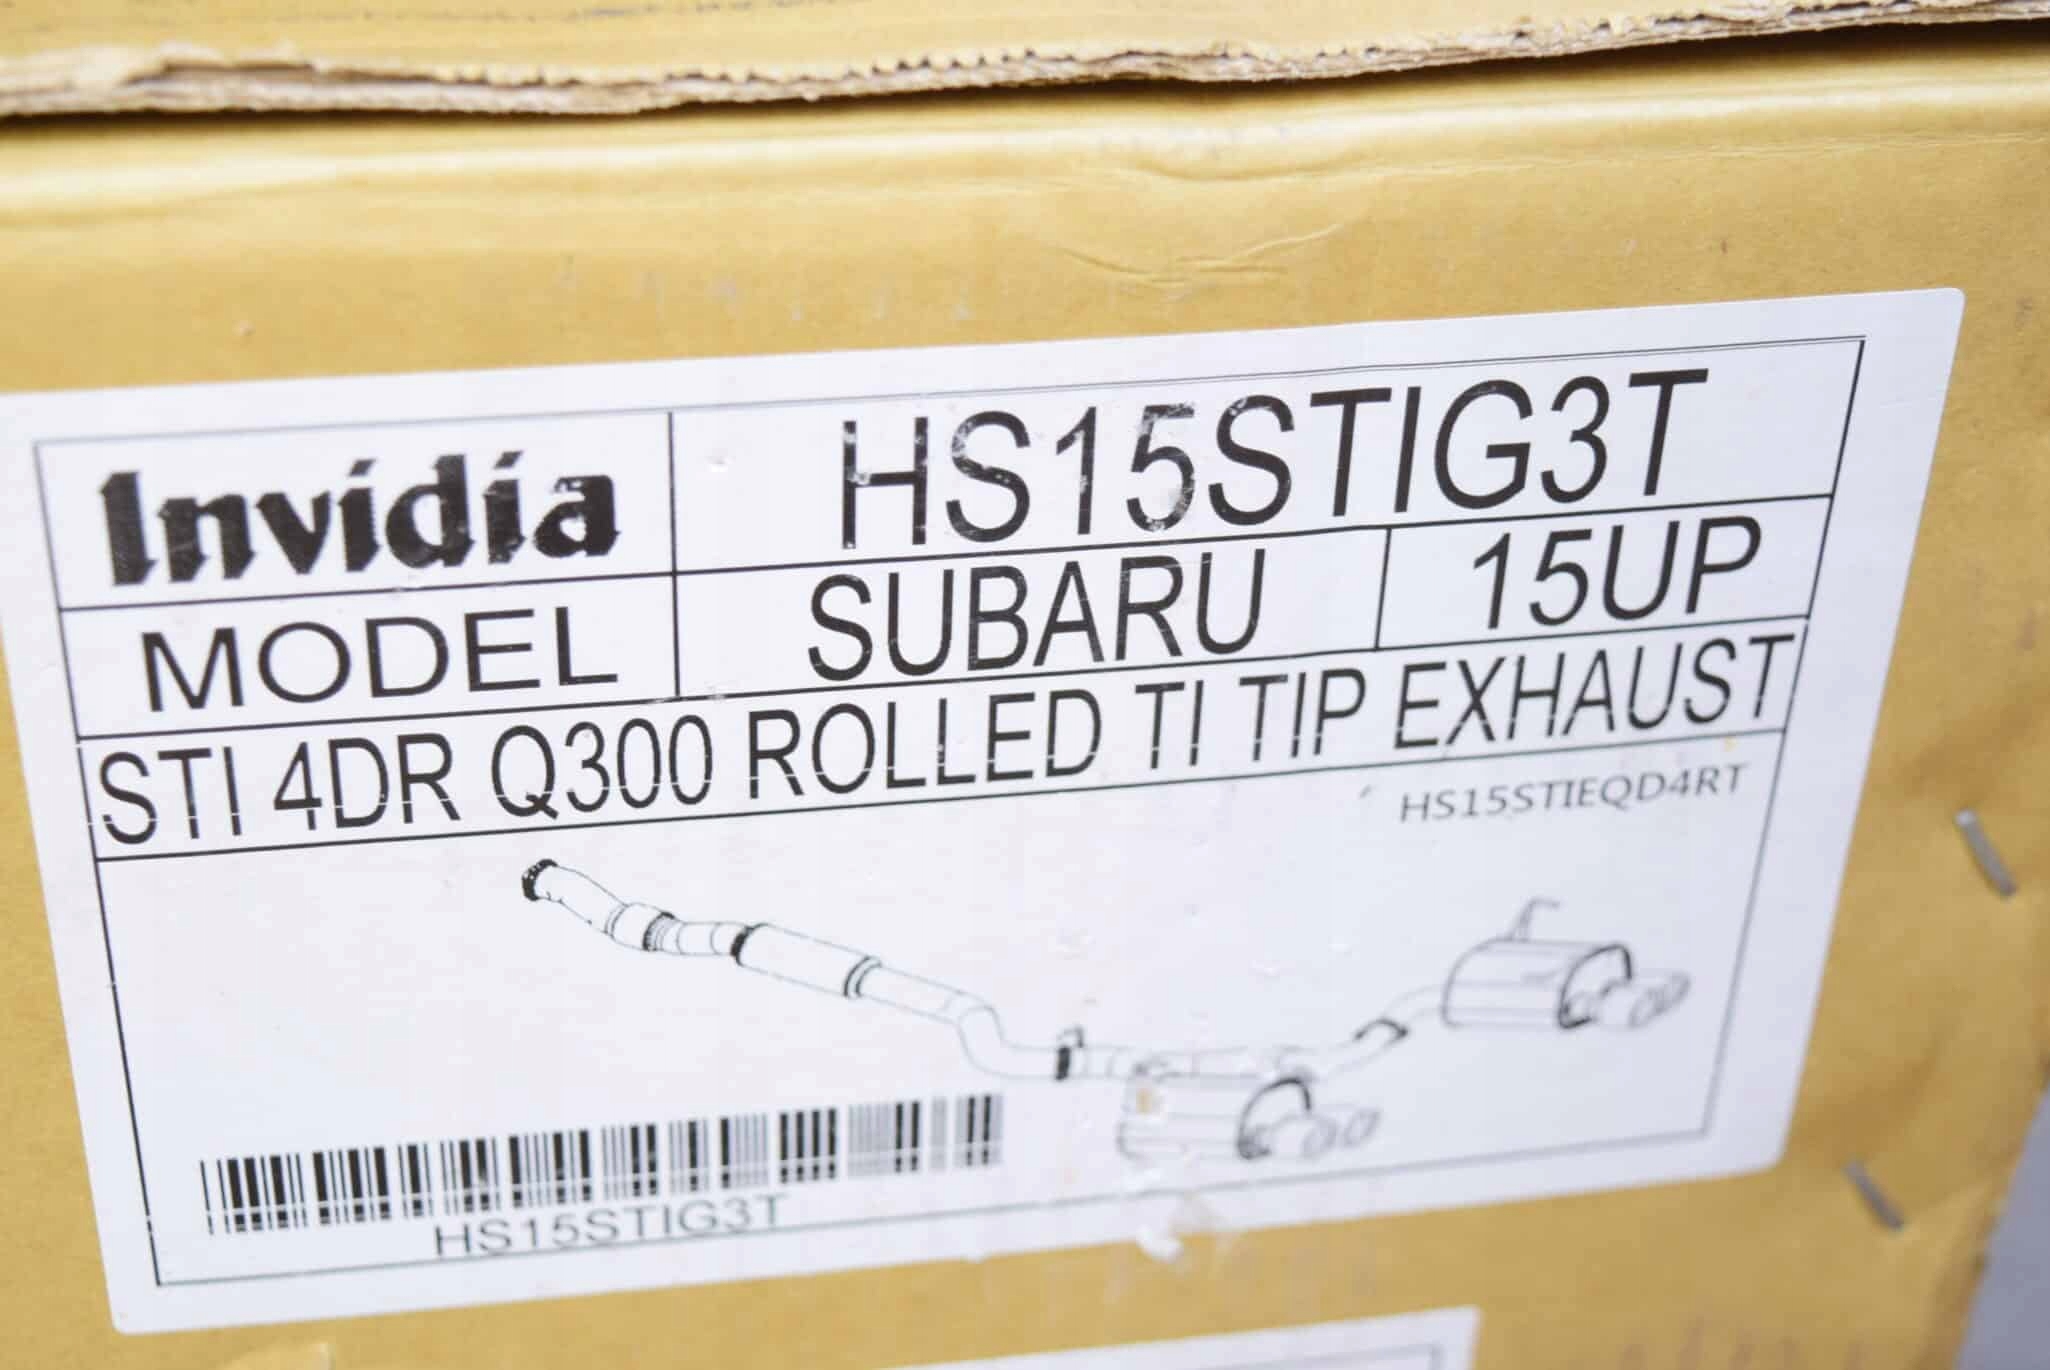 Invidia HS15STIG3T
MODEL SUBARU 15UP
STI 4DR Q300 ROLLED TI TIP EXHAUST
HS15STIEQD4RT
HS15STIG3T